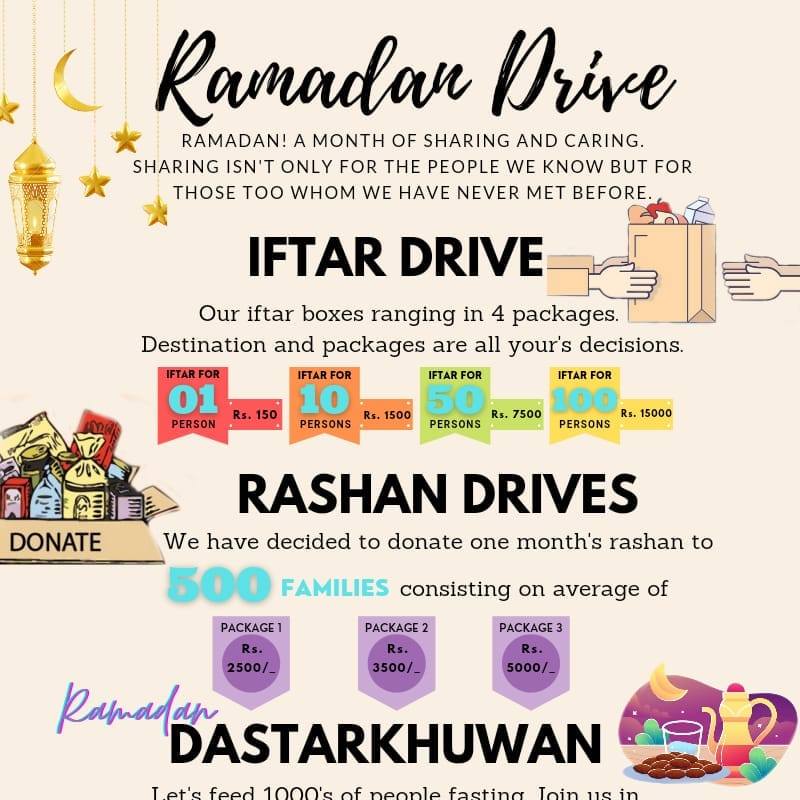 Ramadan Drive
RAMADAN! A MONTH OF SHARING AND CARING.
SHARING ISN'T ONLY FOR THE PEOPLE WE KNOW BUT FOR
THOSE TOO WHOM WE HAVE NEVER MET BEFORE.
IFTAR DRIVE
Our iftar boxes ranging in 4 packages.
Destination and packages are all your's decisions.
IFTAR FOR
01
PERSON
Rs. 150
IFTAR FOR
10
PERSONS
Rs. 1500
IFTAR FOR
50
PERSONS
Rs. 7500
IFTAR FOR
100
PERSONS
Rs. 15000
RASHAN DRIVES
DONATE
We have decided to donate one month's rashan to
500 FAMILIES consisting on average of
PACKAGE 1
Rs.
2500/_
PACKAGE 2
Rs.
3500/_
PACKAGE 3
Rs.
5000/_
Ramadan
DASTARKHUWAN
Let's feed 1000's of people fasting. Join us in